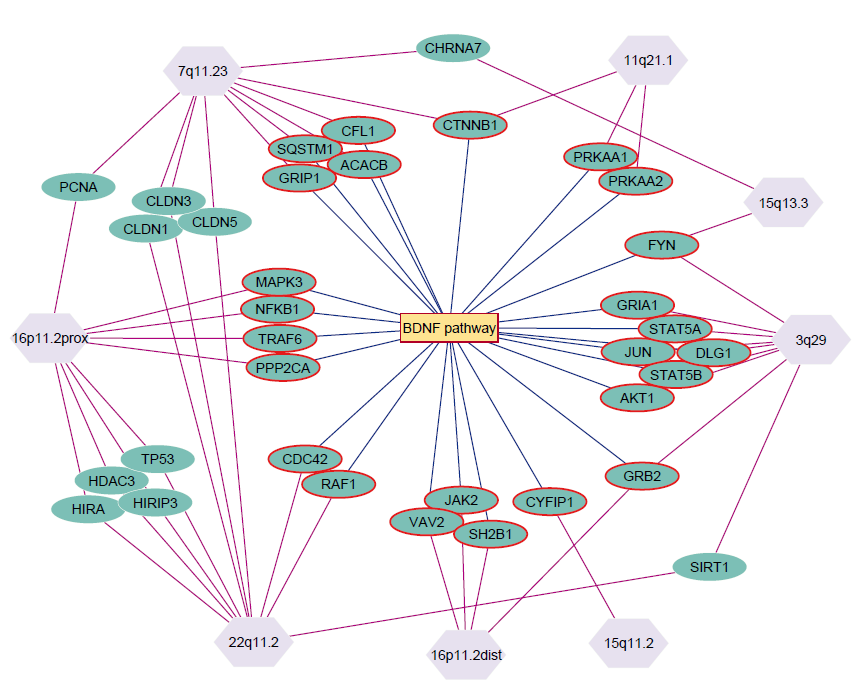 CHRNA7
11q21.1
7q11.23
CFL1
CTNNB1
SQSTM1
PRKAA1
ACACB
GRIP1
PRKAA2
PCNA
CLDN3
15q13.3
CLDN5
CLDN1
FYN
MAPK3
NFKB1
GRIA1
BDNF pathway
STAT5A
16p11.2prox
TRAF6
3q29
JUN
DLG1
PPP2CA
STAT5B
AKT1
TP53
CDC42
HDAC3
GRB2
RAF1
HIRIP3
JAK2
CYFIP1
HIRA
VAV2
SH2B1
SIRT1
22q11.2
15q11.2
16p11.2dist